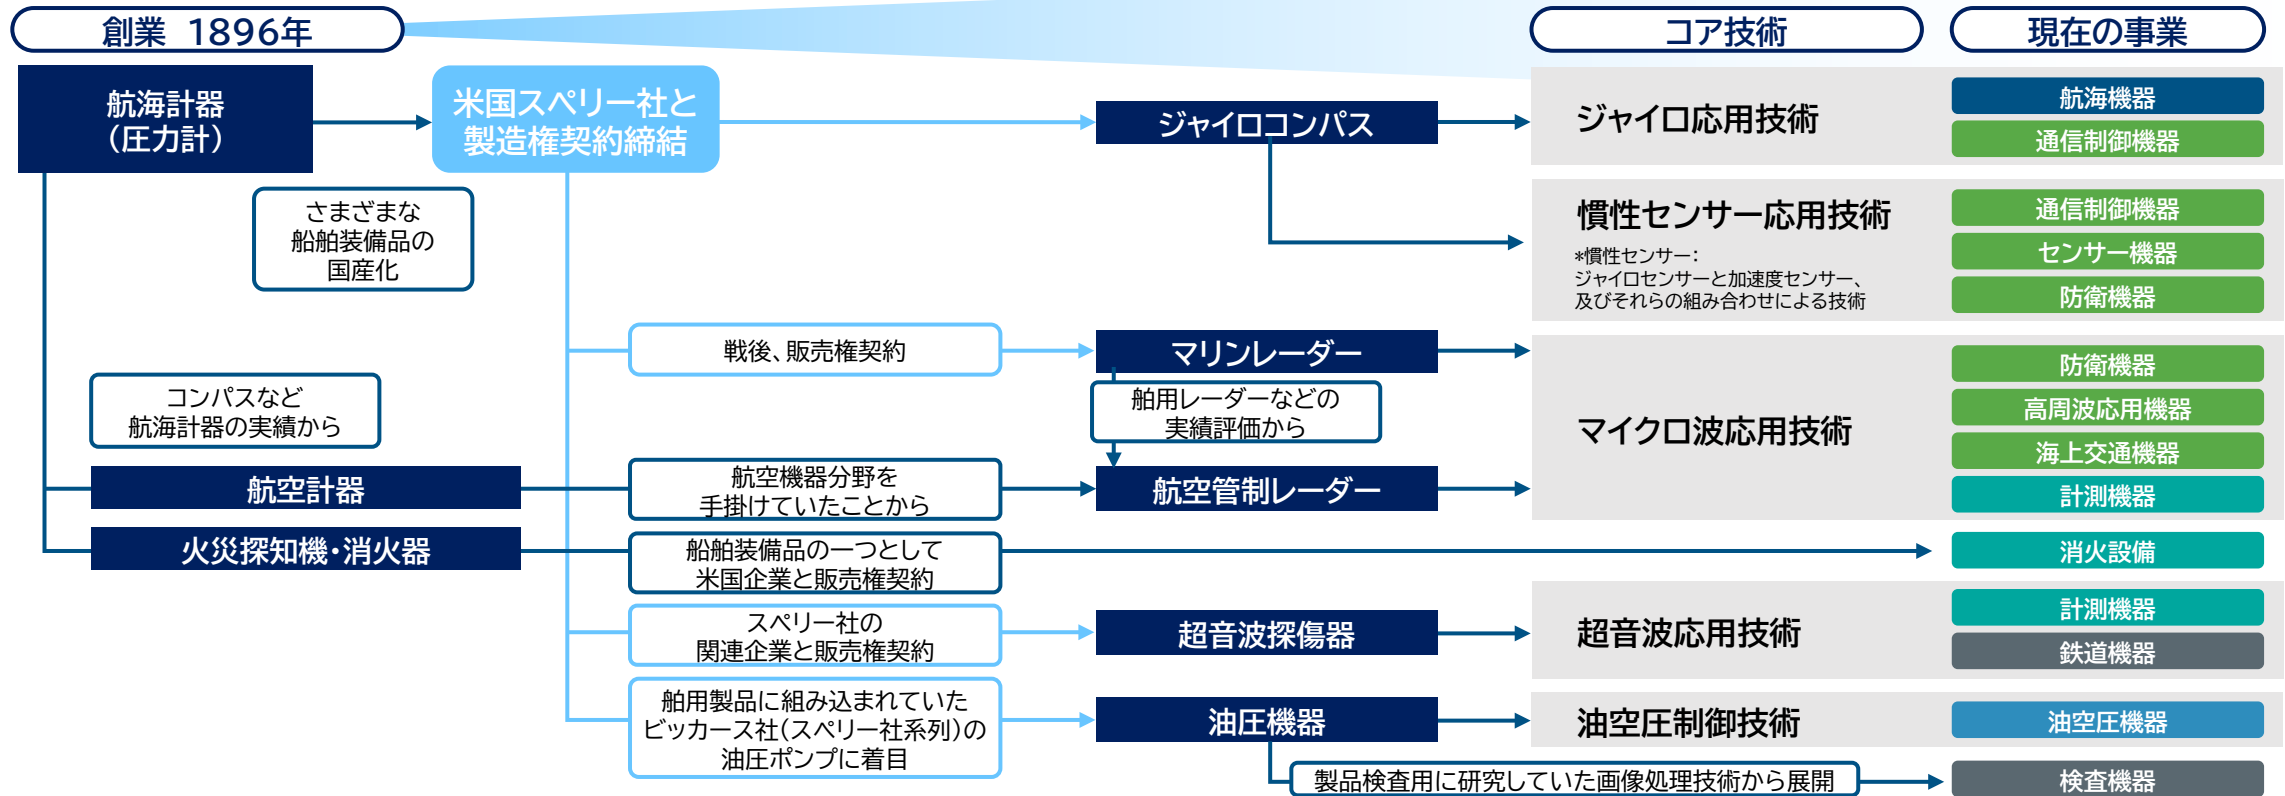 創業 1896年
コア技術
現在の事業
航海計器
（圧力計）
米国スペリー社と
製造権契約締結
ジャイロコンパス
ジャイロ応用技術
航海機器
通信制御機器
さまざまな
船舶装備品の
国産化
慣性センサー応用技術
*慣性センサー：
ジャイロセンサーと加速度センサー、
及びそれらの組み合わせによる技術
通信制御機器
センサー機器
防衛機器
戦後、販売権契約
マリンレーダー
コンパスなど
航海計器の実績から
舶用レーダーなどの
実績評価から
マイクロ波応用技術
防衛機器
高周波応用機器
海上交通機器
計測機器
航空計器
航空機器分野を
手掛けていたことから
航空管制レーダー
火災探知機・消火器
船舶装備品の一つとして
米国企業と販売権契約
消火設備
スペリー社の
関連企業と販売権契約
超音波探傷器
超音波応用技術
計測機器
鉄道機器
舶用製品に組み込まれていた
ビッカース社（スペリー社系列）の
油圧ポンプに着目
油圧機器
油空圧制御技術
油空圧機器
製品検査用に研究していた画像処理技術から展開
検査機器